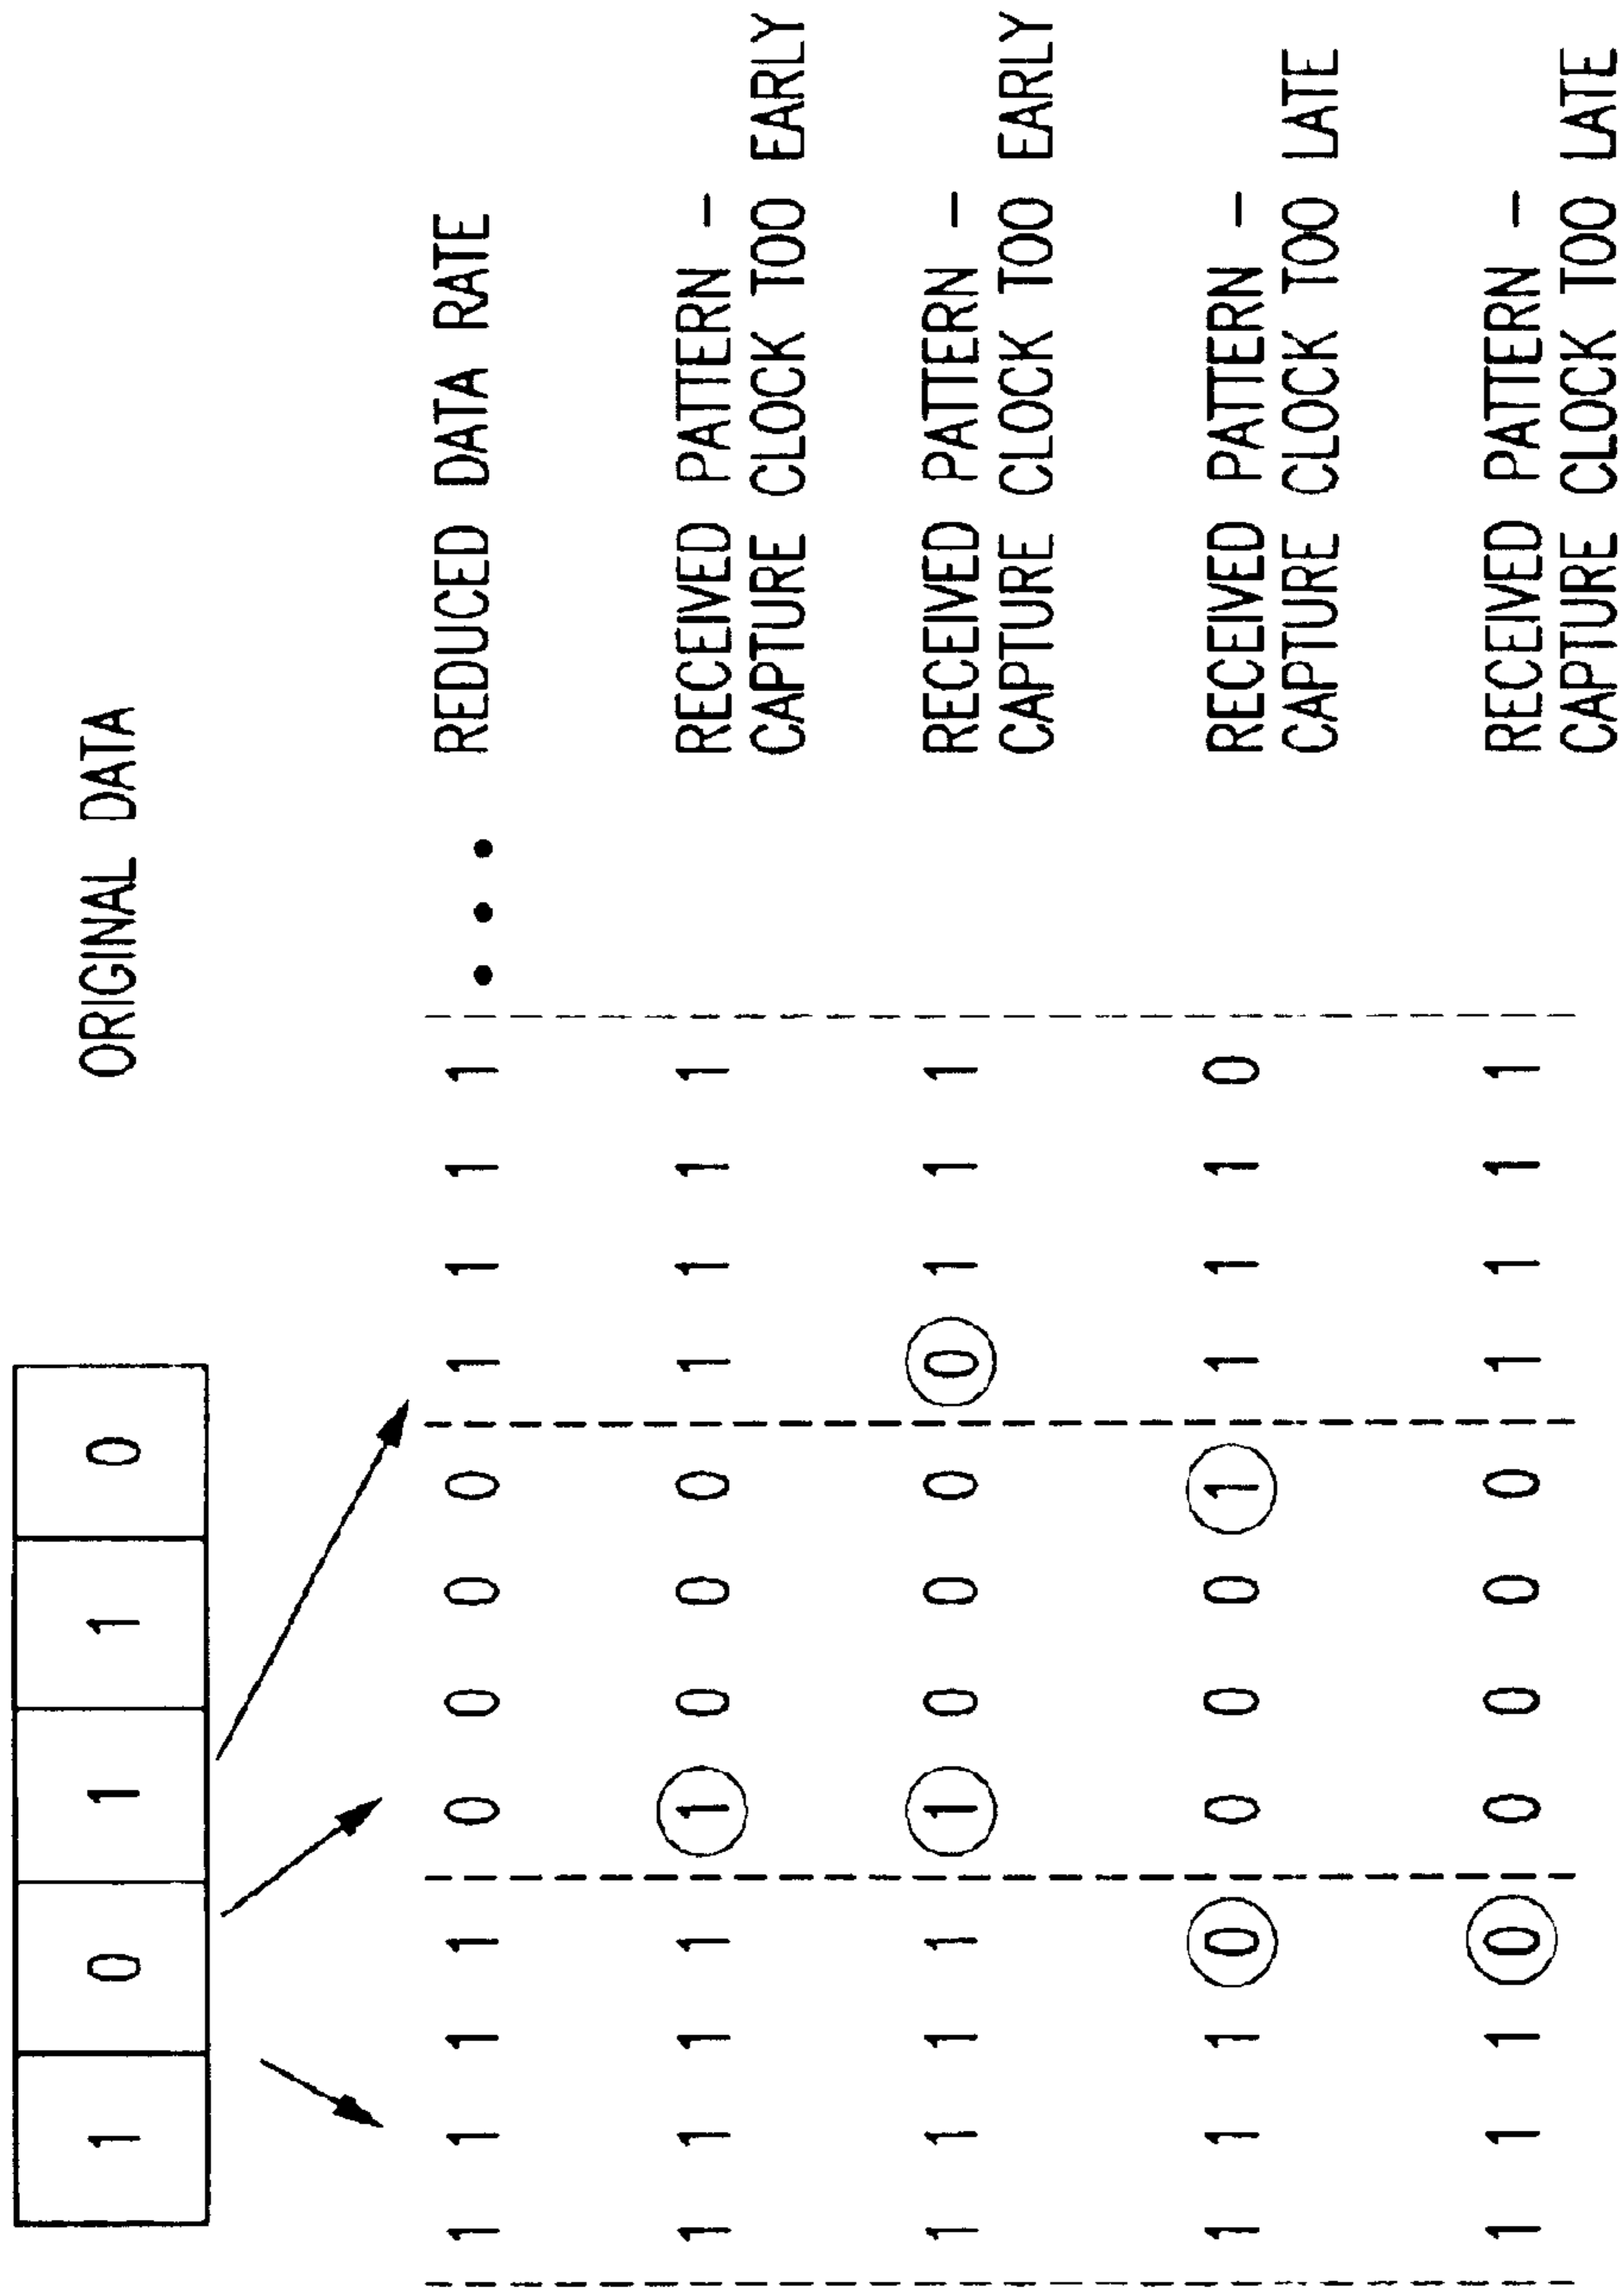 1 0 1 1 0 ORIGINAL DATA
1 1 1 1 0 0 0 0 1 1 1 1 • • • REDUCED DATA RATE
1 1 1 1 1 0 0 0 1 1 1 1 RECEIVED PATTERN –
CAPTURE CLOCK TOO EARLY
1 1 1 1 1 0 0 0 0 1 1 1 RECEIVED PATTERN –
CAPTURE CLOCK TOO EARLY
1 1 1 0 0 0 0 1 1 1 1 0 RECEIVED PATTERN –
CAPTURE CLOCK TOO LATE
1 1 1 0 0 0 0 0 1 1 1 1 RECEIVED PATTERN –
CAPTURE CLOCK TOO LATE